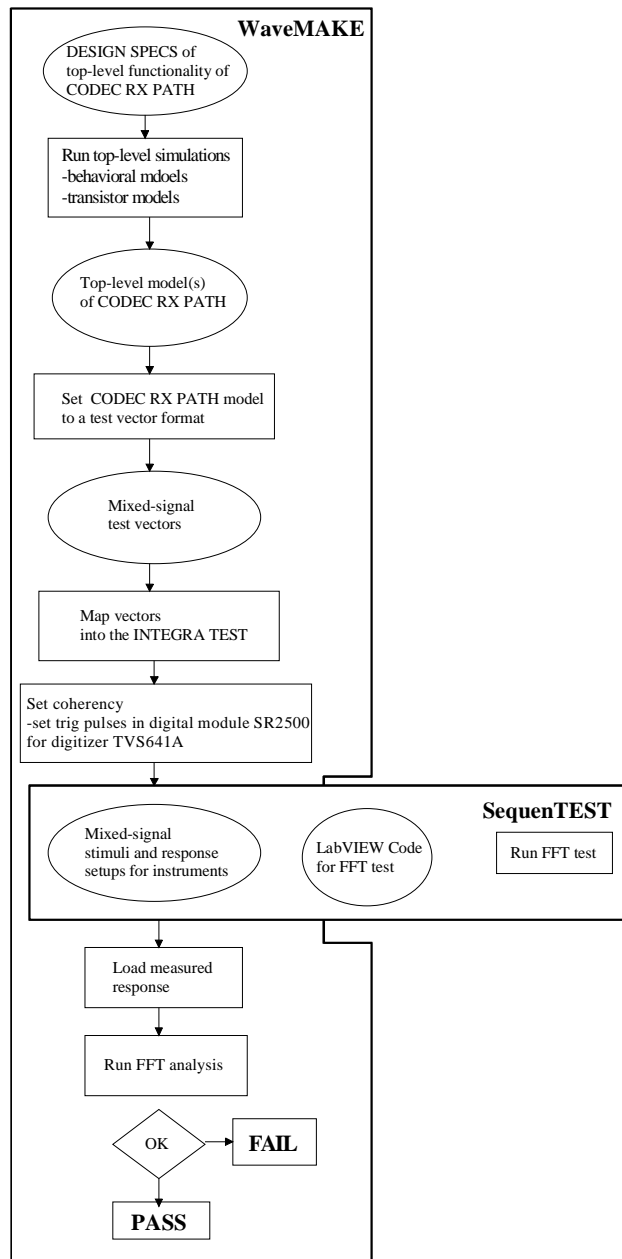 WaveMAKE
DESIGN SPECS of
top-level functionality of
CODEC RX PATH
Run top-level simulations
-behavioral mdoels
-transistor models
Top-level model(s)
of CODEC RX PATH
Set CODEC RX PATH model
to a test vector format
Mixed-signal
test vectors
Map vectors
into the INTEGRA TEST
Set coherency
-set trig pulses in digital module SR2500
for digitizer TVS641A
SequenTEST
Mixed-signal
stimuli and response
setups for instruments
LabVIEW Code
for FFT test
Run FFT test
Load measured
response
Run FFT analysis
OK
FAIL
PASS